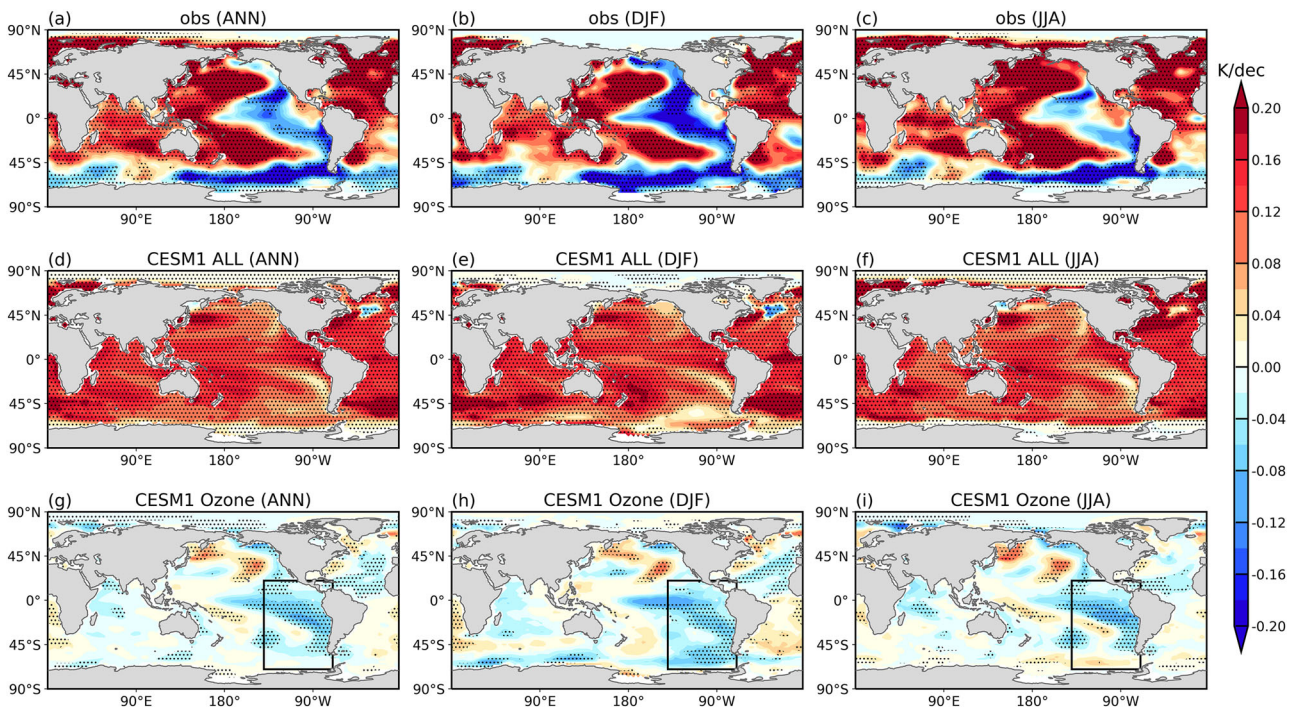 (a) obs (ANN)
(b) obs (DJF)
(c) obs (JJA)
90°N
45°N
0°
45°S
90°S
90°E 180° 90°W
90°N
45°N
0°
45°S
90°S
90°E 180° 90°W
90°N
45°N
0°
45°S
90°S
90°E 180° 90°W
(d) CESM1 ALL (ANN)
(e) CESM1 ALL (DJF)
(f) CESM1 ALL (JJA)
90°N
45°N
0°
45°S
90°S
90°E 180° 90°W
90°N
45°N
0°
45°S
90°S
90°E 180° 90°W
90°N
45°N
0°
45°S
90°S
90°E 180° 90°W
(g) CESM1 Ozone (ANN)
(h) CESM1 Ozone (DJF)
(i) CESM1 Ozone (JJA)
90°N
45°N
0°
45°S
90°S
90°E 180° 90°W
90°N
45°N
0°
45°S
90°S
90°E 180° 90°W
90°N
45°N
0°
45°S
90°S
90°E 180° 90°W
K/dec
0.20
0.16
0.12
0.08
0.04
0.00
-0.04
-0.08
-0.12
-0.16
-0.20